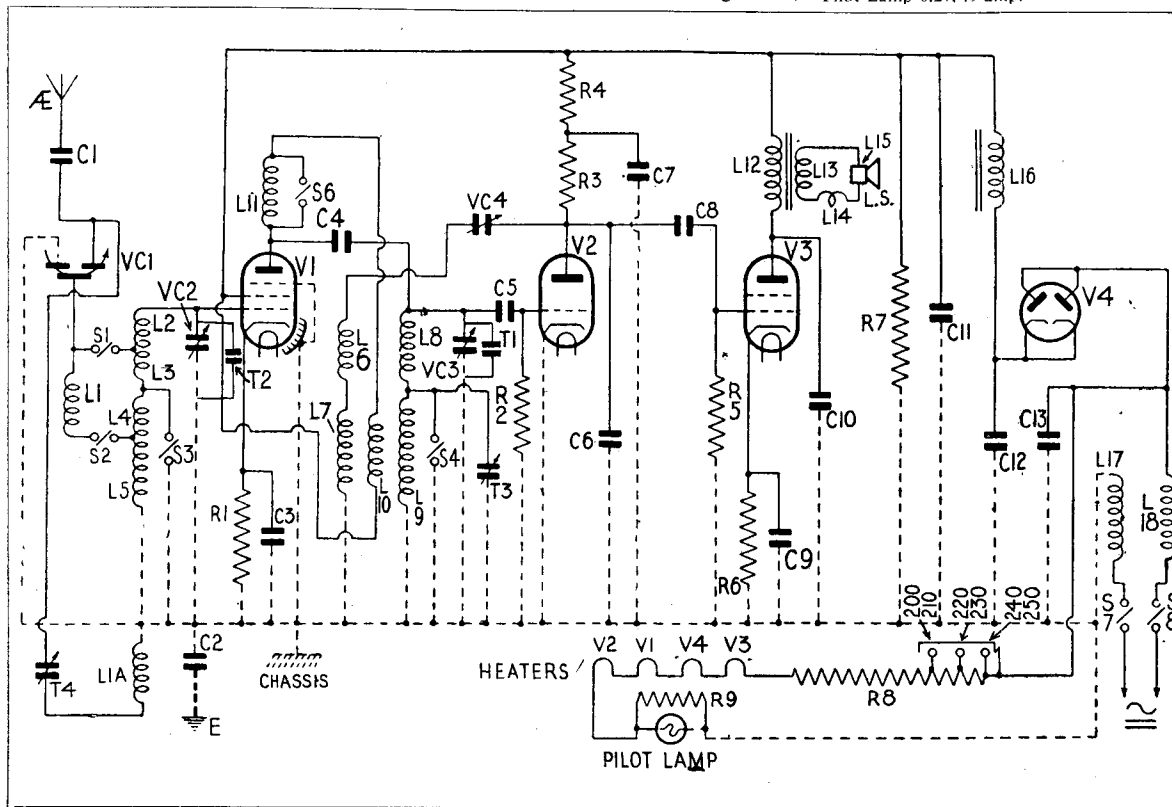 Pilot Lamp
Æ
C1
VC1
S1
L1
S2
L2
L3
L4
L5
S3
VC2
T2
L11
S6
C4
V1
R1
C3
C2
E
CHASSIS
T4
L1A
L6
L7
L10
VC4
L8
L9
VC3
T1
C5
R2
S4
T3
R4
R3
C7
V2
C6
C8
R5
V3
L12
L13
L14
L15
L.S.
C10
C9
R6
R7
C11
L16
V4
C12
C13
L17
L18
S7
200
210
220
230
240
250
HEATERS
V2 V1 V4 V3
R8
R9
PILOT LAMP